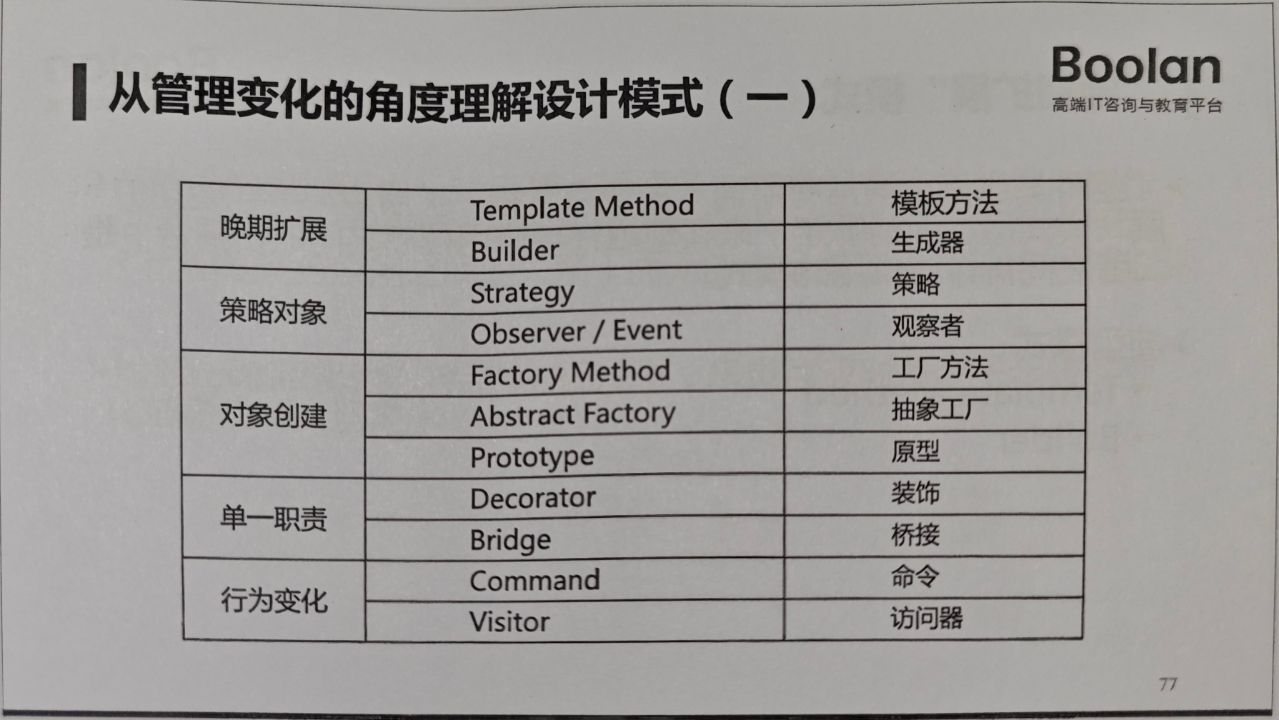 从管理变化的角度理解设计模式（一）
Boolan
高端IT咨询与教育平台
晚期扩展 Template Method 模板方法
Builder 生成器
策略对象 Strategy 策略
Observer / Event 观察者
对象创建 Factory Method 工厂方法
Abstract Factory 抽象工厂
Prototype 原型
单一职责 Decorator 装饰
Bridge 桥接
行为变化 Command 命令
Visitor 访问器
77